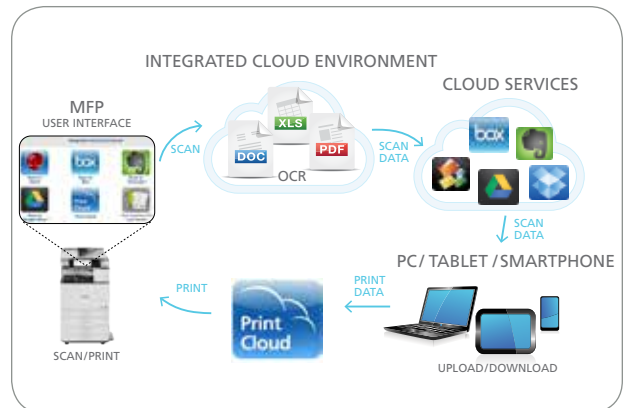 INTEGRATED CLOUD ENVIRONMENT
CLOUD SERVICES
MFP
USER INTERFACE
box
SCAN
DOC
XLS
PDF
OCR
SCAN
DATA
box
SCAN
DATA
PC/ TABLET /SMARTPHONE
PRINT
DATA
PRINT
Print
Cloud
SCAN/PRINT
UPLOAD/DOWNLOAD